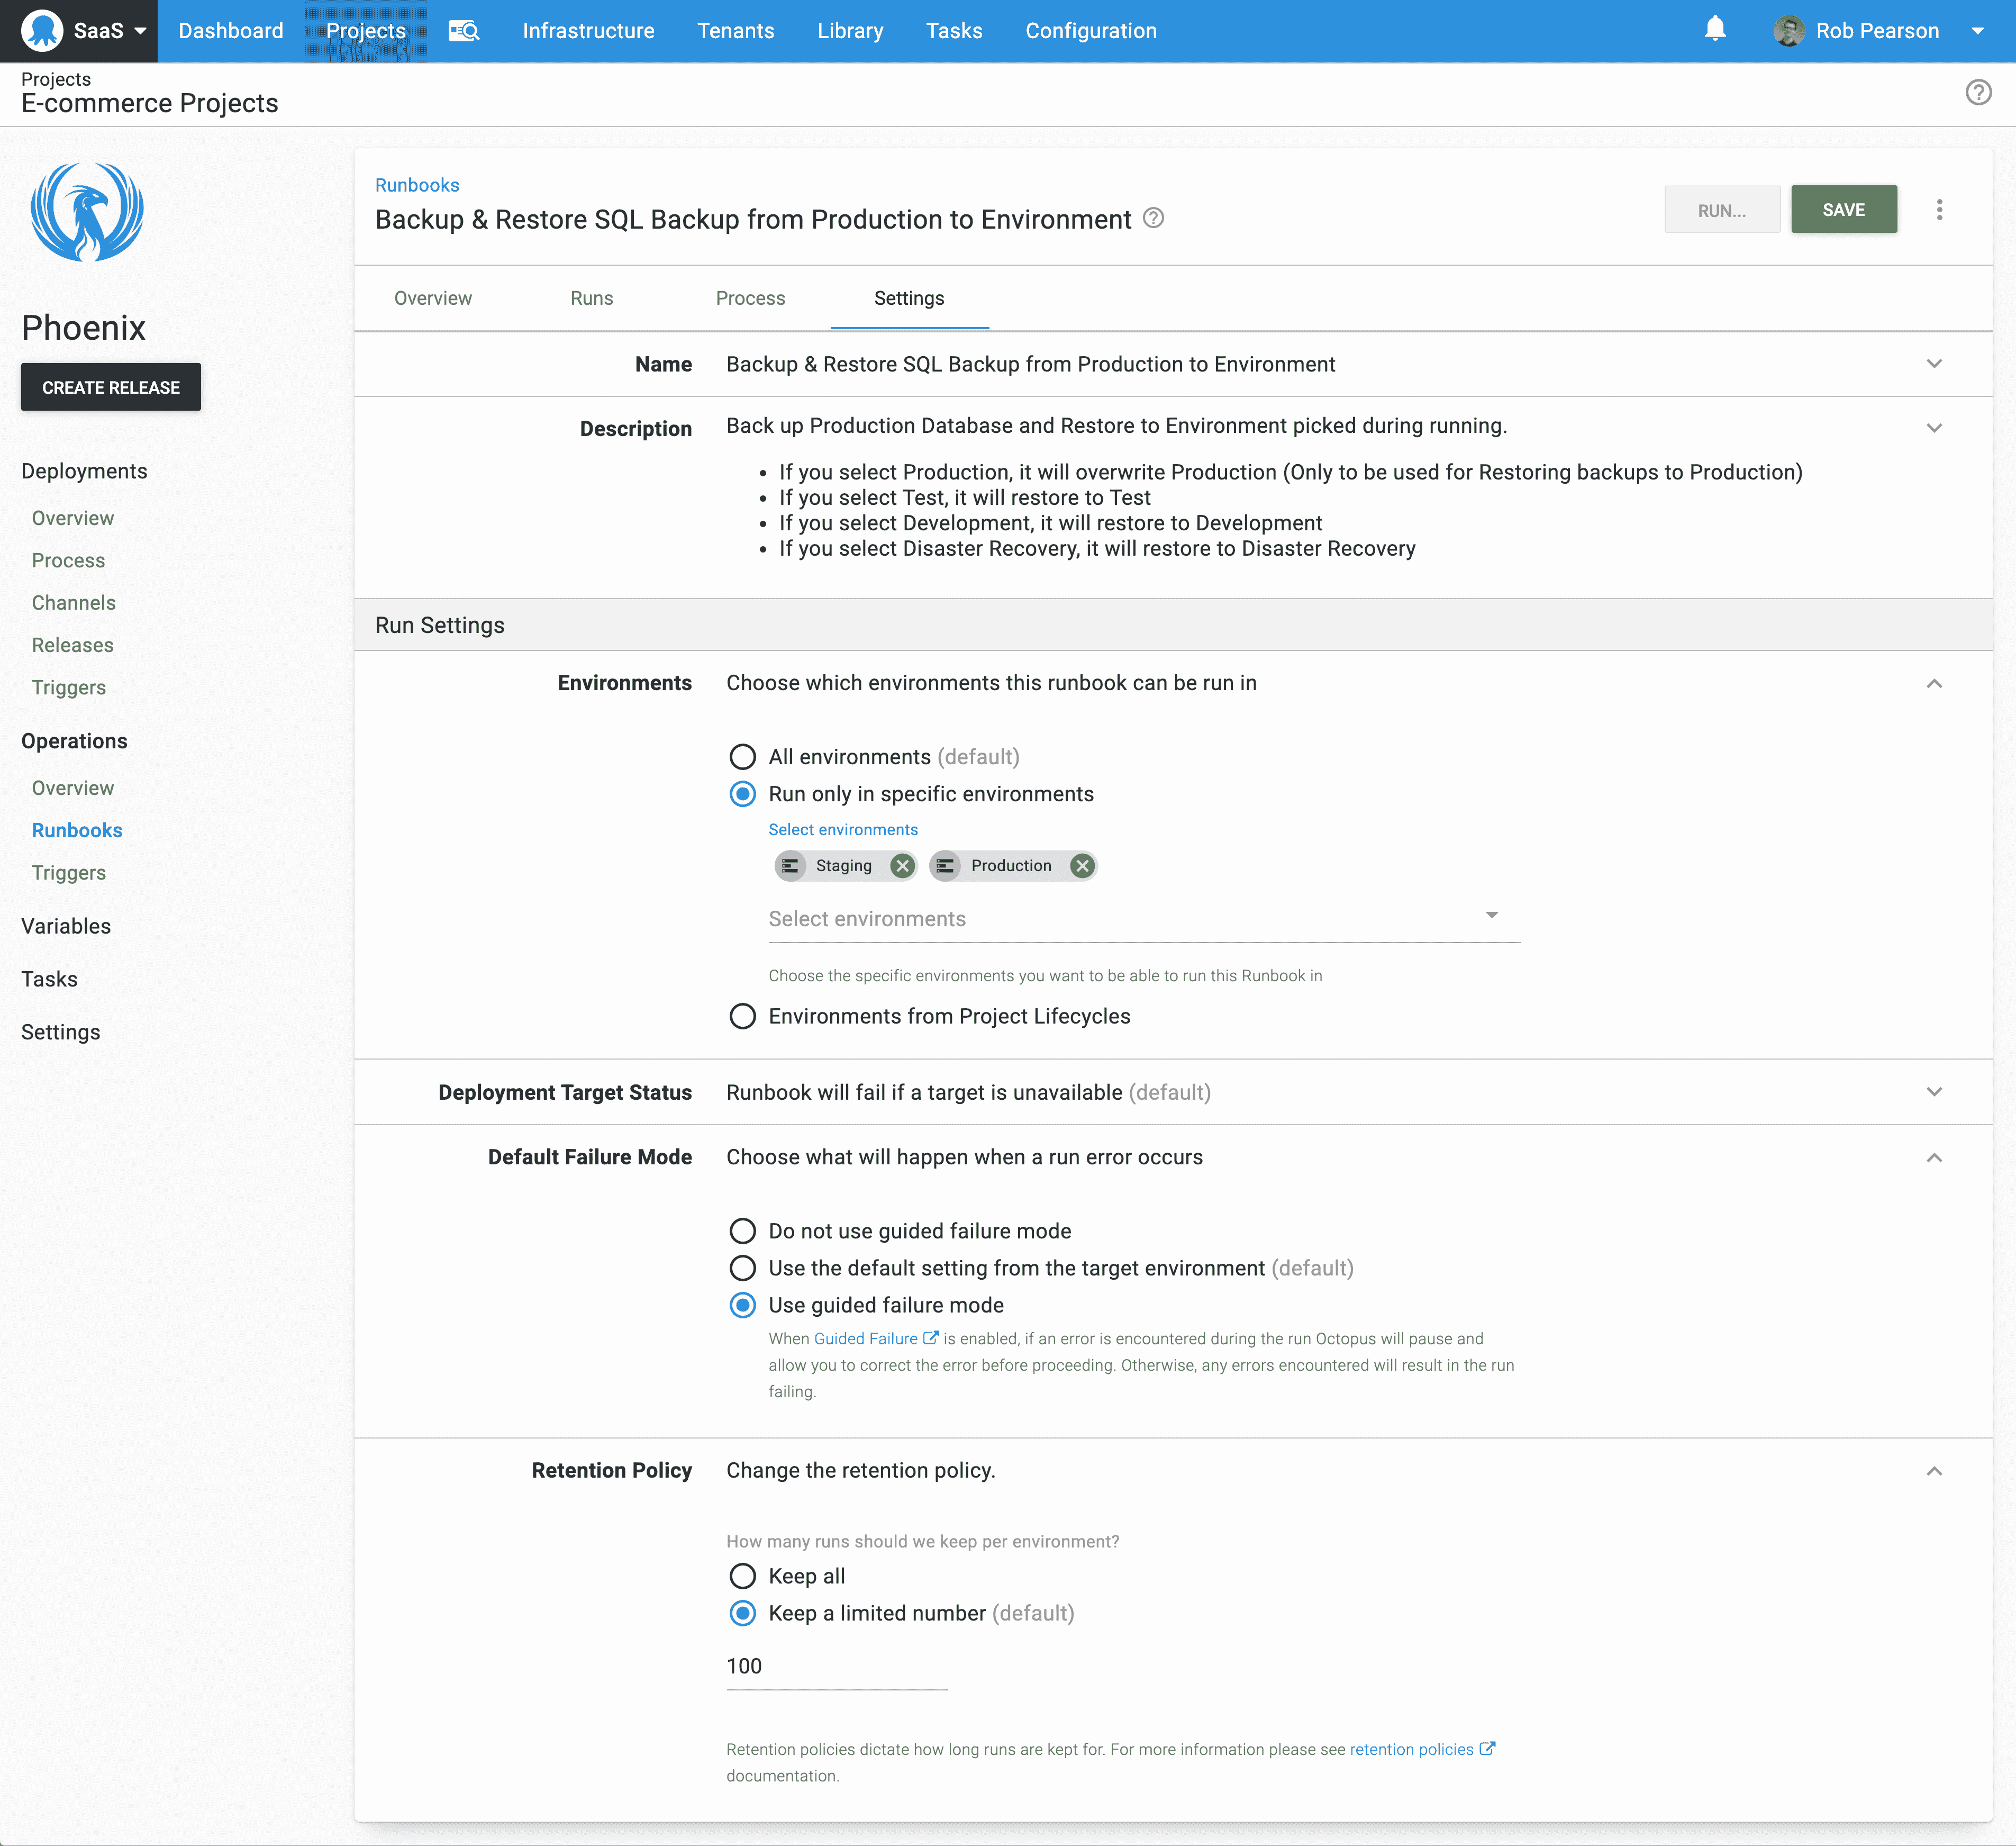 SaaS
Dashboard
Projects
Infrastructure
Tenants
Library
Tasks
Configuration
Rob Pearson
Projects
E-commerce Projects
Phoenix
CREATE RELEASE
Deployments
Overview
Process
Channels
Releases
Triggers
Operations
Overview
Runbooks
Triggers
Variables
Tasks
Settings
Runbooks
Backup & Restore SQL Backup from Production to Environment
RUN...
SAVE
Overview
Runs
Process
Settings
Name
Backup & Restore SQL Backup from Production to Environment
Description
Back up Production Database and Restore to Environment picked during running.
• If you select Production, it will overwrite Production (Only to be used for Restoring backups to Production)
• If you select Test, it will restore to Test
• If you select Development, it will restore to Development
• If you select Disaster Recovery, it will restore to Disaster Recovery
Run Settings
Environments
Choose which environments this runbook can be run in
All environments (default)
Run only in specific environments
Select environments
Staging
Production
Select environments
Choose the specific environments you want to be able to run this Runbook in
Environments from Project Lifecycles
Deployment Target Status
Runbook will fail if a target is unavailable (default)
Default Failure Mode
Choose what will happen when a run error occurs
Do not use guided failure mode
Use the default setting from the target environment (default)
Use guided failure mode
When Guided Failure is enabled, if an error is encountered during the run Octopus will pause and
allow you to correct the error before proceeding. Otherwise, any errors encountered will result in the run
failing.
Retention Policy
Change the retention policy.
How many runs should we keep per environment?
Keep all
Keep a limited number (default)
100
Retention policies dictate how long runs are kept for. For more information please see retention policies
documentation.